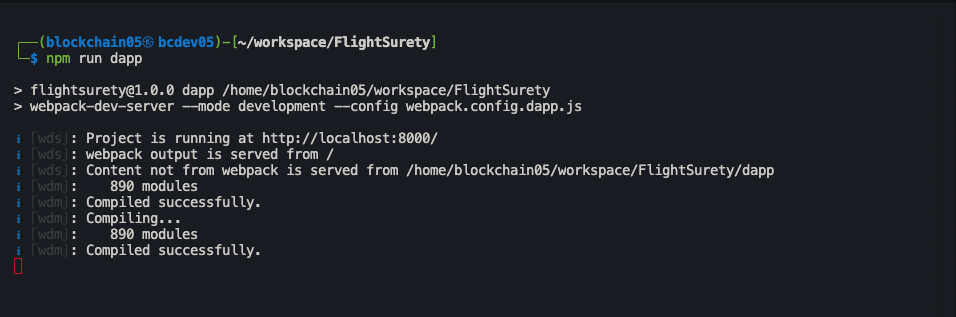 ┌──(blockchain05㉿ bcdev05)-[~/workspace/FlightSurety]
└─$ npm run dapp
> flightsurety@1.0.0 dapp /home/blockchain05/workspace/FlightSurety
> webpack-dev-server --mode development --config webpack.config.dapp.js
ℹ ｢wds｣: Project is running at http://localhost:8000/
ℹ ｢wds｣: webpack output is served from /
ℹ ｢wds｣: Content not from webpack is served from /home/blockchain05/workspace/FlightSurety/dapp
ℹ ｢wdm｣:    890 modules
ℹ ｢wdm｣: Compiled successfully.
ℹ ｢wdm｣: Compiling...
ℹ ｢wdm｣:    890 modules
ℹ ｢wdm｣: Compiled successfully.